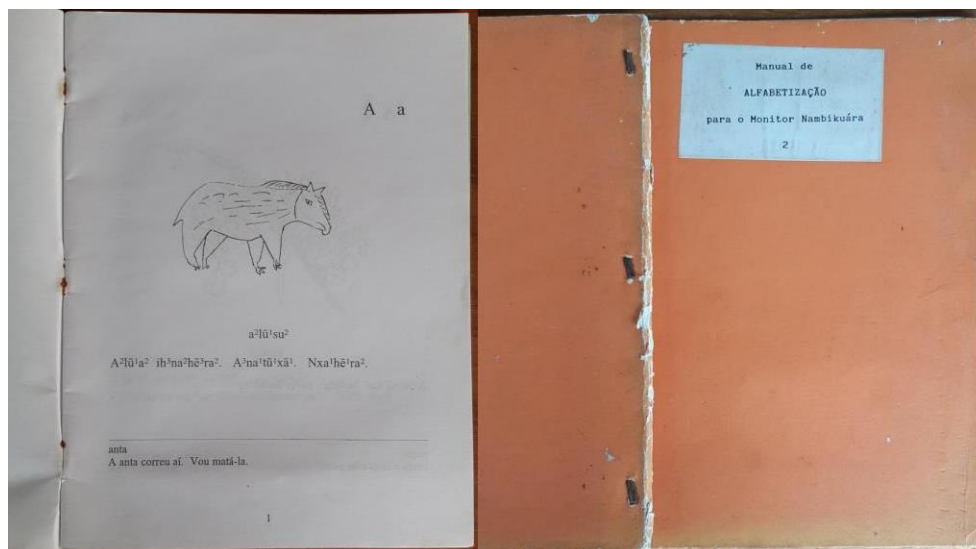 A a
a²lũ¹su²
A²lũ¹a² ĩh³na²hẽ³ra². A³na¹tũ¹xã¹. Nxa¹hẽ¹ra².
anta
A anta correu aí. Vou matá-la.
1
Manual de
ALFABETIZAÇÃO
para o Monitor Nambikuára
2